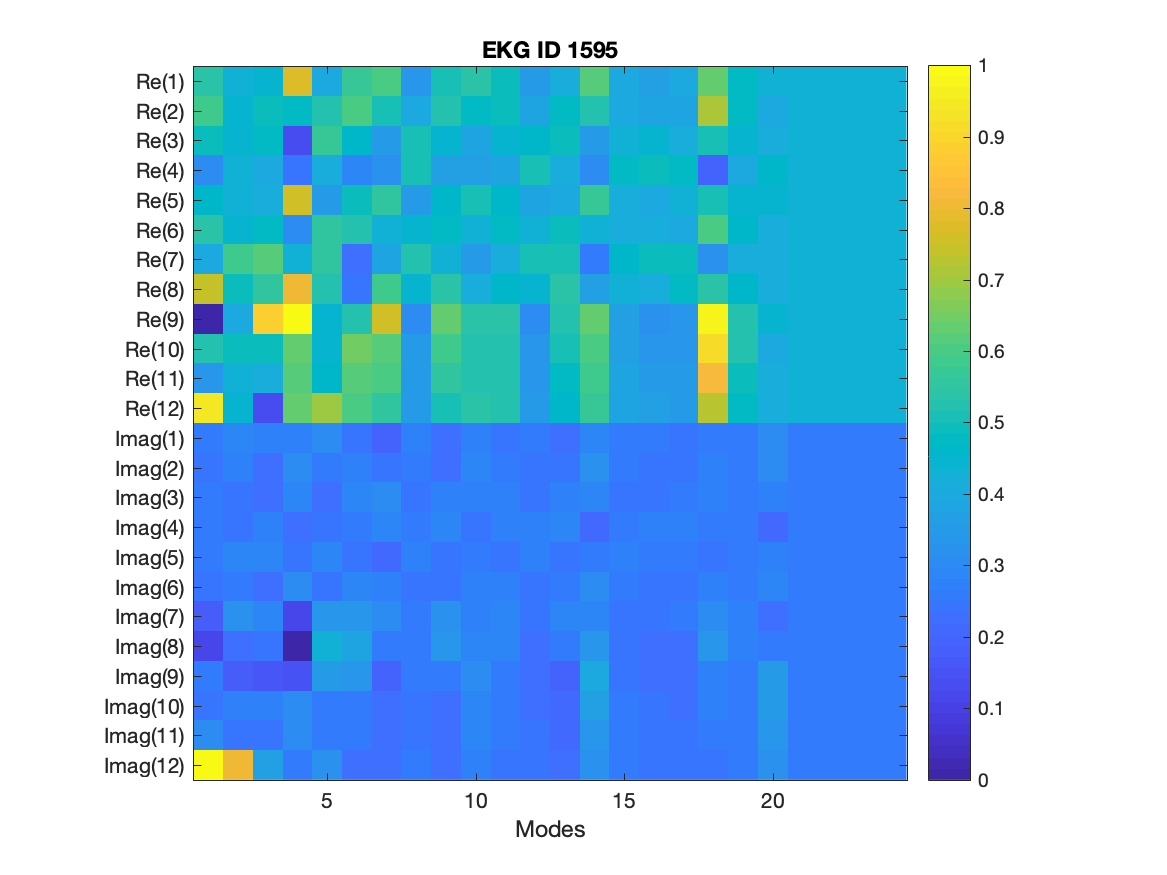 EKG ID 1595
Re(1)
Re(2)
Re(3)
Re(4)
Re(5)
Re(6)
Re(7)
Re(8)
Re(9)
Re(10)
Re(11)
Re(12)
Imag(1)
Imag(2)
Imag(3)
Imag(4)
Imag(5)
Imag(6)
Imag(7)
Imag(8)
Imag(9)
Imag(10)
Imag(11)
Imag(12)
5 10 15 20
Modes
1
0.9
0.8
0.7
0.6
0.5
0.4
0.3
0.2
0.1
0